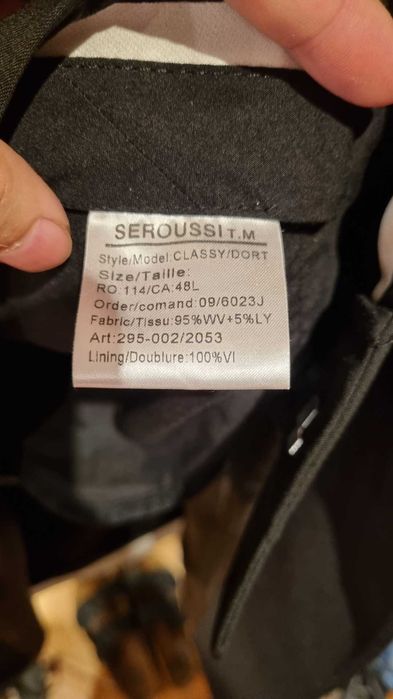 SEROUSSI T.M
Style/Model:CLASSY/DORT
Size/Taille:
RO:114/CA:48L
Order/comand:09/6023J
Fabric/Tissu:95%WV+5%LY
Art:295-002/2053
Lining/Doublure:100%VI